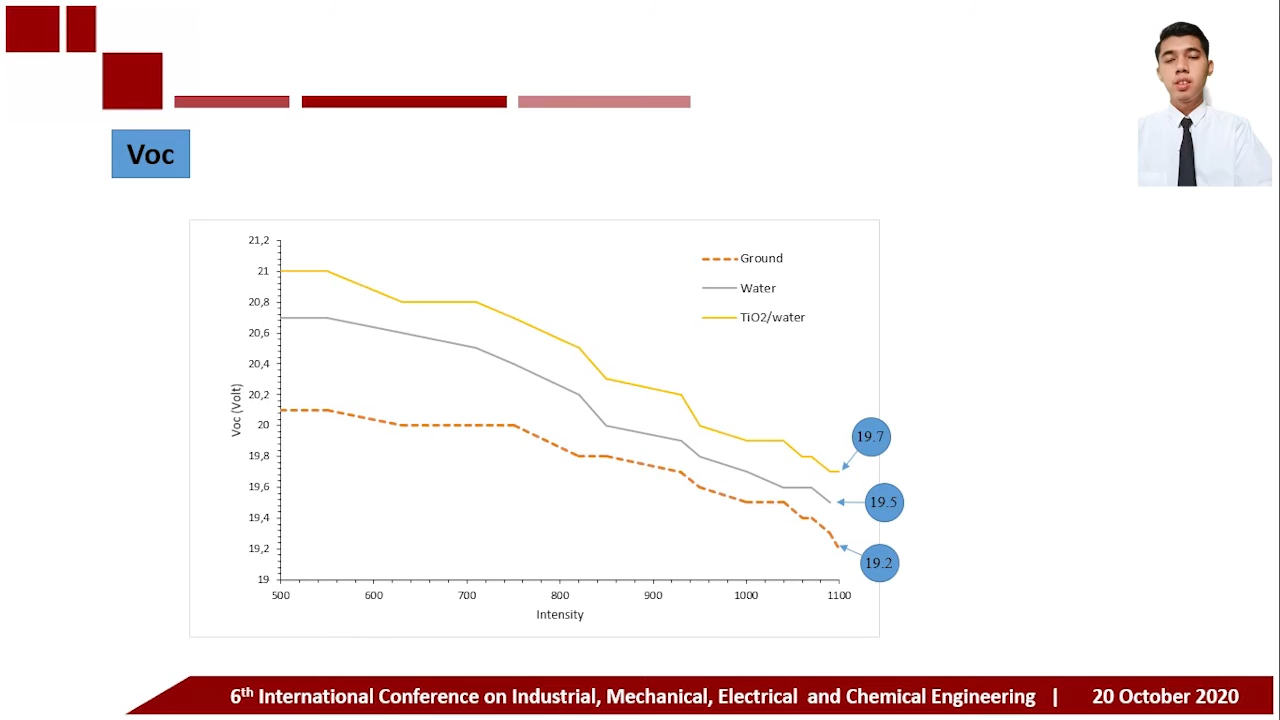 Voc
21,2
21
20,8
20,6
20,4
20,2
20
19,8
19,6
19,4
19,2
19
Voc (Volt)
Ground
Water
TiO2/water
19.7
19.5
19.2
500 600 700 800 900 1000 1100
Intensity
6th International Conference on Industrial, Mechanical, Electrical and Chemical Engineering | 20 October 2020